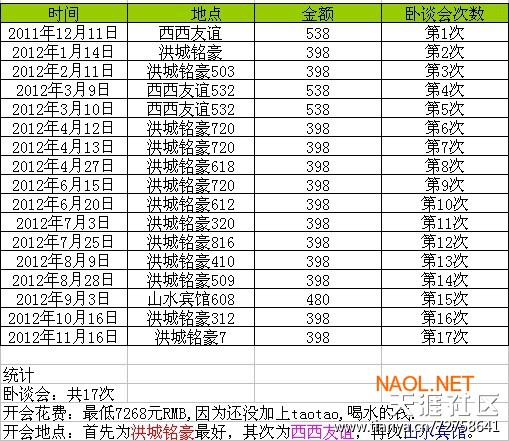 时间 地点 金额 卧谈会次数
2011年12月11日 西西友谊 538 第1次
2012年1月14日 洪城铭豪 398 第2次
2012年2月11日 洪城铭豪503 398 第3次
2012年3月9日 西西友谊532 538 第4次
2012年3月10日 西西友谊532 538 第5次
2012年4月12日 洪城铭豪720 398 第6次
2012年4月13日 洪城铭豪720 398 第7次
2012年4月27日 洪城铭豪618 398 第8次
2012年6月15日 洪城铭豪720 398 第9次
2012年6月20日 洪城铭豪612 398 第10次
2012年7月3日 洪城铭豪320 398 第11次
2012年7月25日 洪城铭豪816 398 第12次
2012年8月9日 洪城铭豪410 398 第13次
2012年8月28日 洪城铭豪509 398 第14次
2012年9月3日 山水宾馆608 480 第15次
2012年10月16日 洪城铭豪312 398 第16次
2012年11月16日 洪城铭豪7 398 第17次
统计
NAOL.NET
卧谈会：共17次
天涯社区
开会花费：最低7268元RMB,因为还没加上taotao,喝水的伐.
www.tianya.cn/72758641
开会地点：首先为洪城铭豪最好，其次为西西友谊，再次山水宾馆。